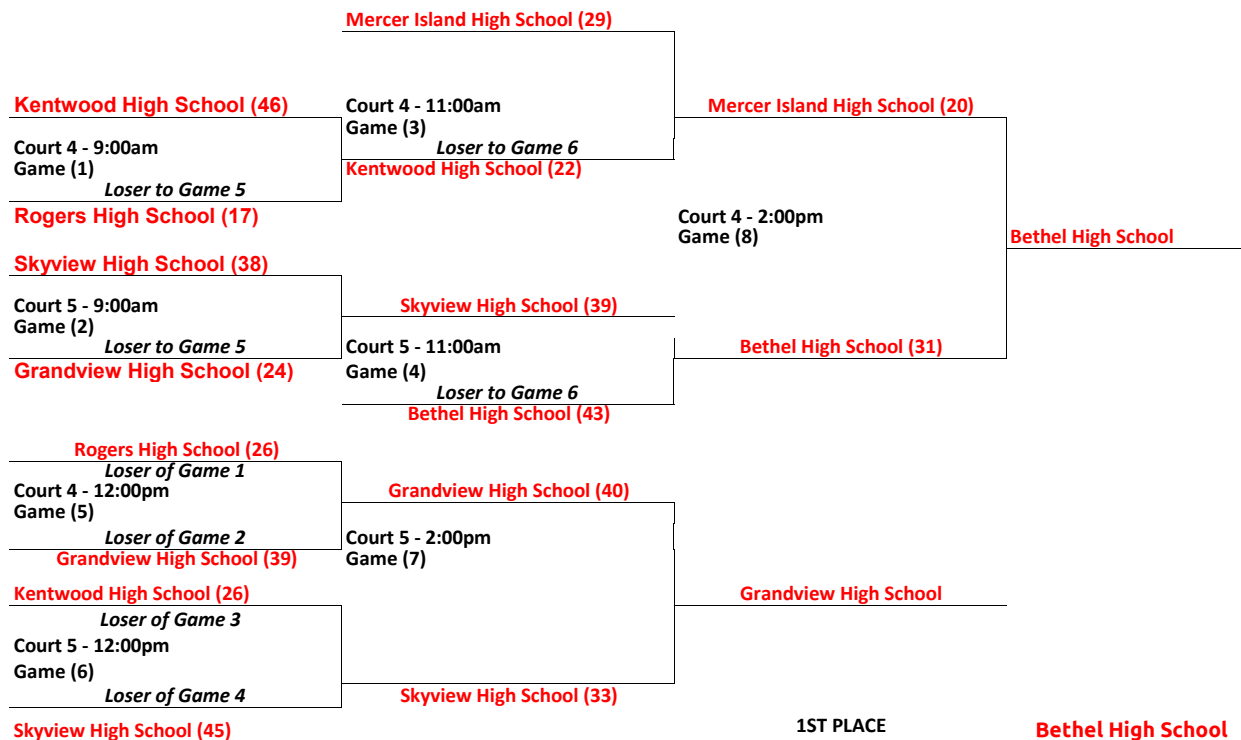 Mercer Island High School (29)
Kentwood High School (46)
Court 4 - 11:00am
Mercer Island High School (20)
Game (3)
Court 4 - 9:00am
Loser to Game 6
Game (1)
Kentwood High School (22)
Loser to Game 5
Rogers High School (17)
Court 4 - 2:00pm
Game (8)
Bethel High School
Skyview High School (38)
Court 5 - 9:00am
Skyview High School (39)
Game (2)
Loser to Game 5
Court 5 - 11:00am
Bethel High School (31)
Grandview High School (24)
Game (4)
Loser to Game 6
Bethel High School (43)
Rogers High School (26)
Loser of Game 1
Court 4 - 12:00pm
Grandview High School (40)
Game (5)
Loser of Game 2
Court 5 - 2:00pm
Grandview High School (39)
Game (7)
Kentwood High School (26)
Grandview High School
Loser of Game 3
Court 5 - 12:00pm
Game (6)
Loser of Game 4
Skyview High School (33)
Skyview High School (45)
1ST PLACE
Bethel High School